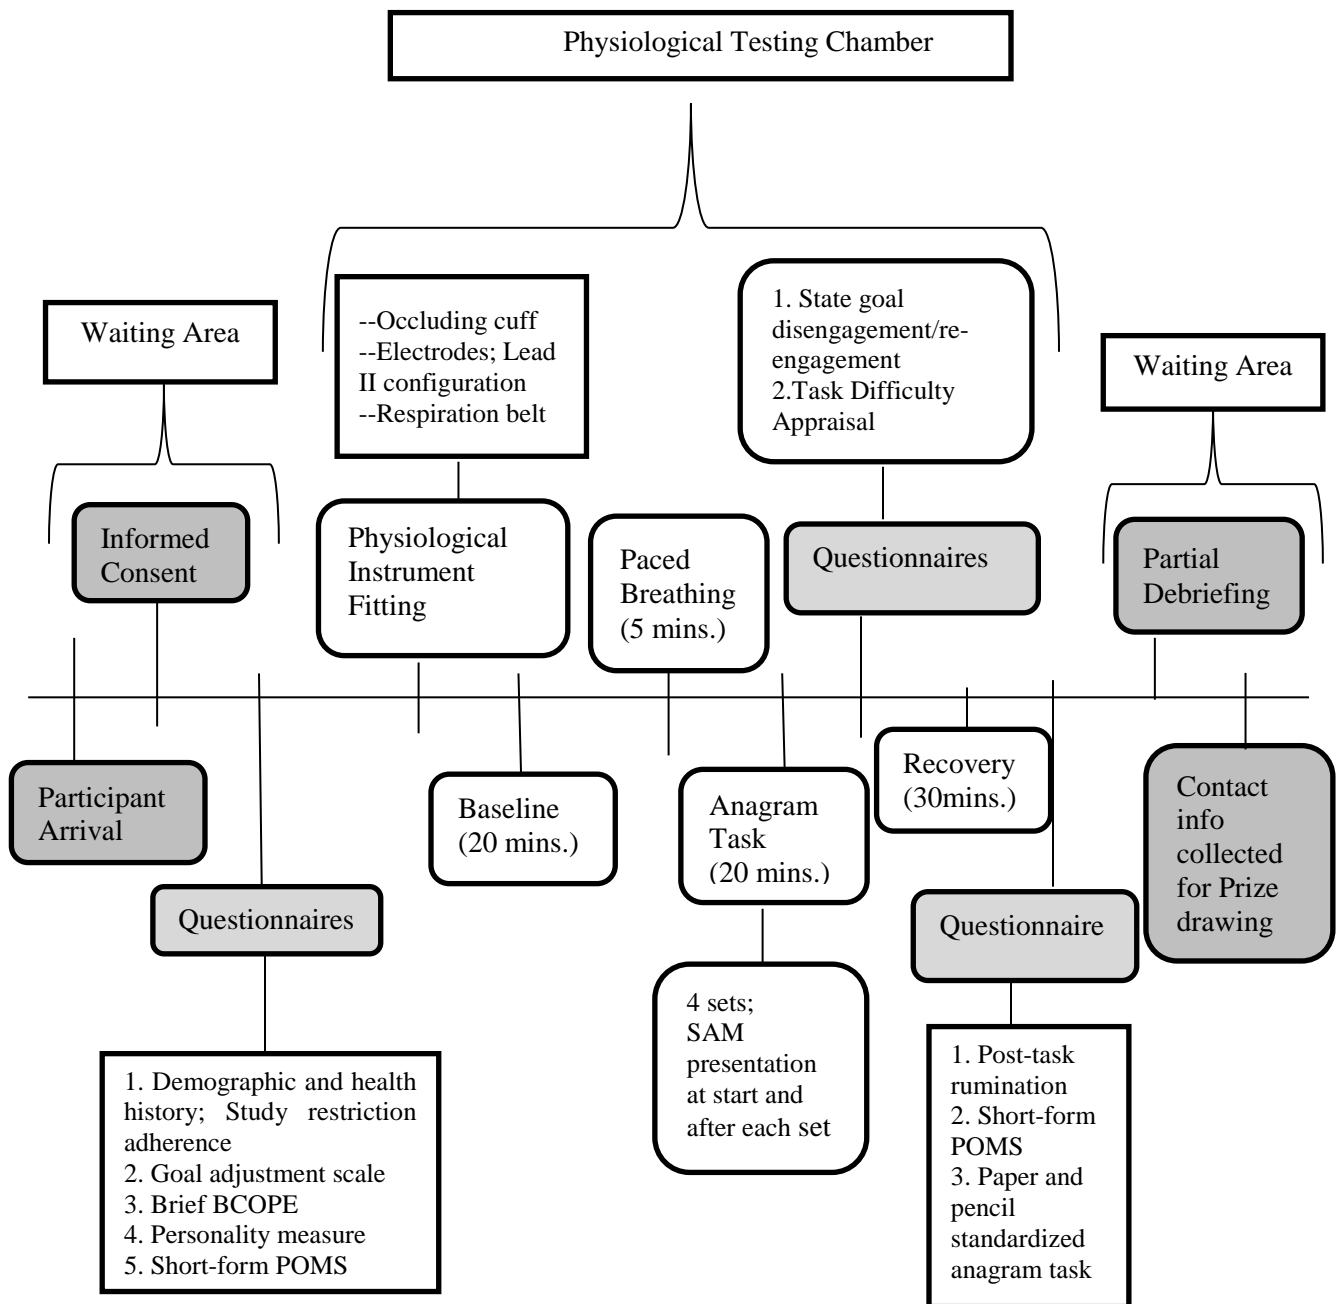 Physiological Testing Chamber
Waiting Area
--Occluding cuff
--Electrodes; Lead
II configuration
--Respiration belt
1. State goal
disengagement/re-
engagement
2.Task Difficulty
Appraisal
Waiting Area
Informed
Consent
Physiological
Instrument
Fitting
Paced
Breathing
(5 mins.)
Questionnaires
Partial
Debriefing
Participant
Arrival
Baseline
(20 mins.)
Anagram
Task
(20 mins.)
Recovery
(30mins.)
Contact
info
collected
for Prize
drawing
Questionnaires
Questionnaire
4 sets;
SAM
presentation
at start and
after each set
1. Demographic and health
history; Study restriction
adherence
2. Goal adjustment scale
3. Brief BCOPE
4. Personality measure
5. Short-form POMS
1. Post-task
rumination
2. Short-form
POMS
3. Paper and
pencil
standardized
anagram task